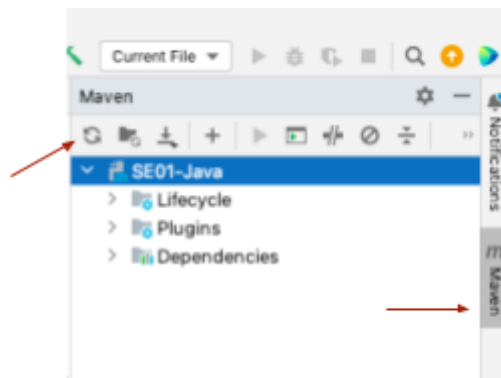 Current File
Maven
SE01-Java
Lifecycle
Plugins
Dependencies
Notifications
m
Maven